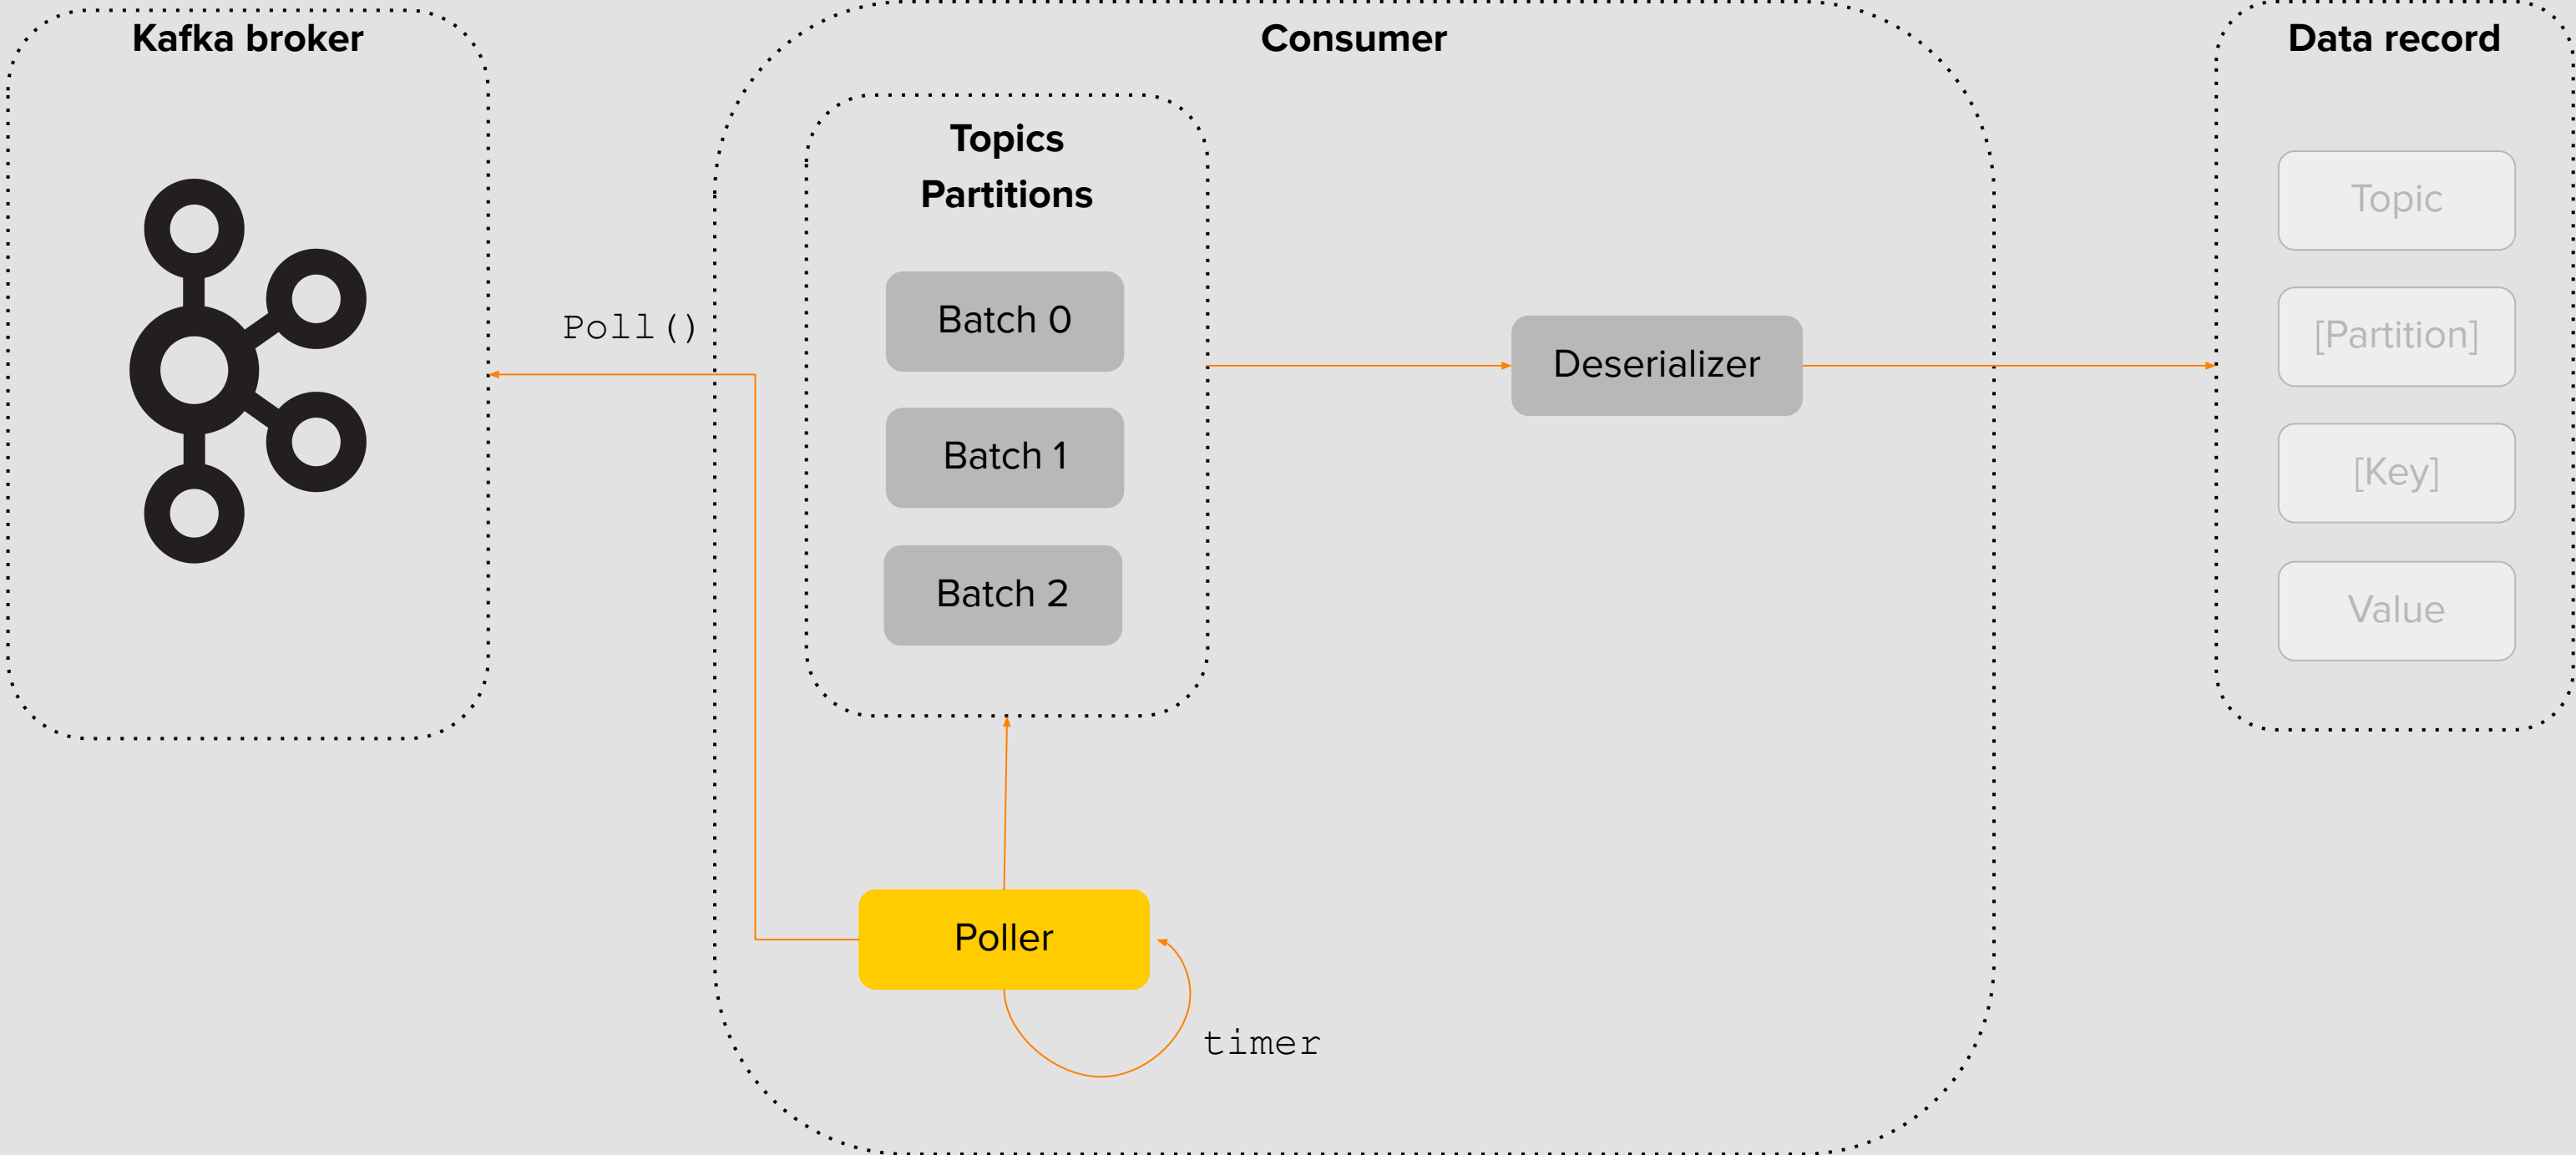 Kafka broker
Consumer
Data record
Topics
Partitions
Batch 0
Batch 1
Batch 2
Poll()
Deserializer
Topic
[Partition]
[Key]
Value
Poller
timer